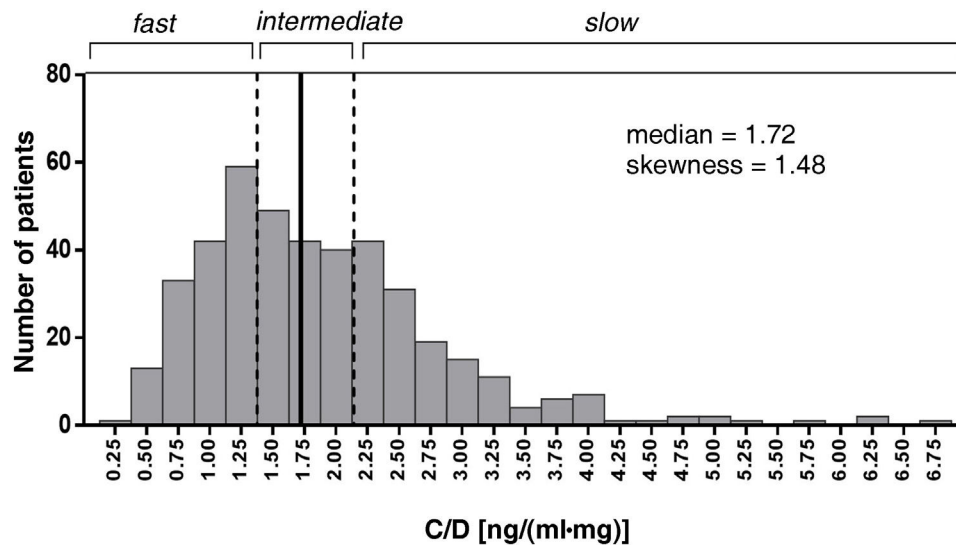 fast intermediate slow
80
60
40
20
0
Number of patients
median = 1.72
skewness = 1.48
0.25 0.50 0.75 1.00 1.25 1.50 1.75 2.00 2.25 2.50 2.75 3.00 3.25 3.50 3.75 4.00 4.25 4.50 4.75 5.00 5.25 5.50 5.75 6.00 6.25 6.50 6.75
C/D [ng/(ml·mg)]